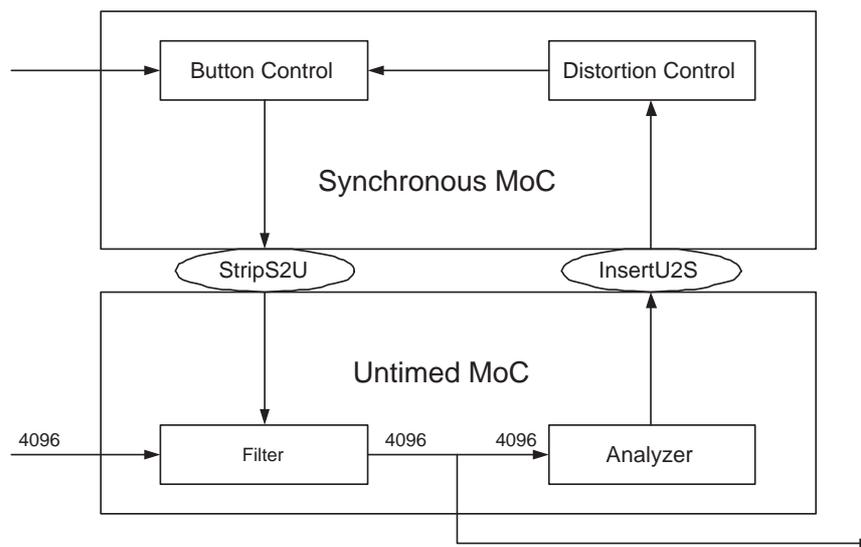 Button Control
Distortion Control
Synchronous MoC
StripS2U
InsertU2S
Untimed MoC
4096
Filter
4096
4096
Analyzer